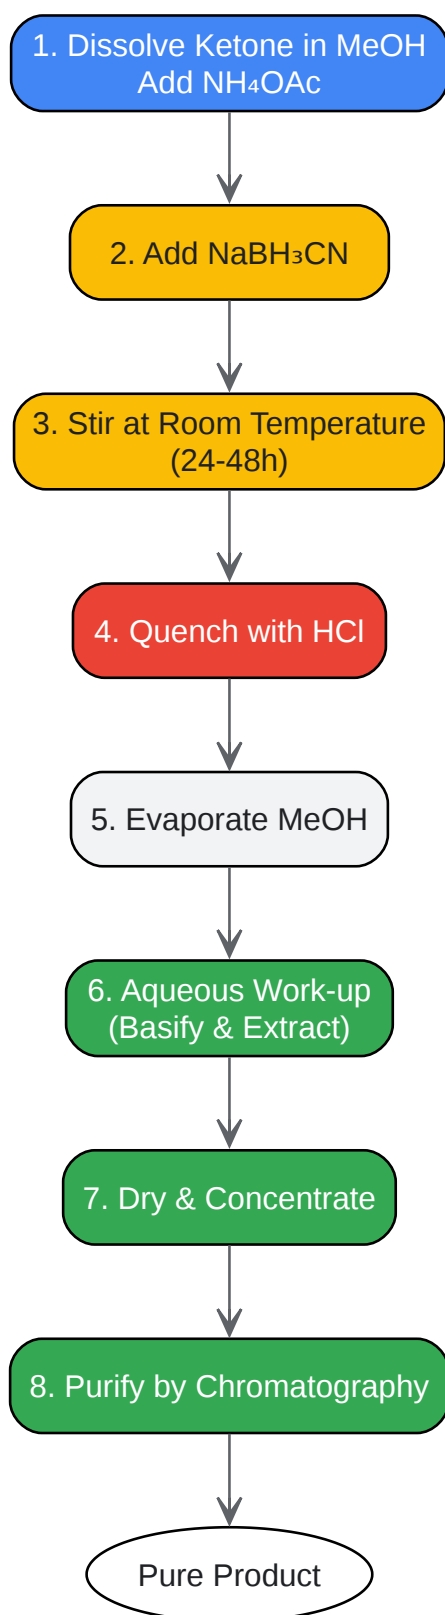 1. Dissolve Ketone in MeOH
Add NH₄OAc
2. Add NaBH₃CN
3. Stir at Room Temperature
(24-48h)
4. Quench with HCl
5. Evaporate MeOH
6. Aqueous Work-up
(Basify & Extract)
7. Dry & Concentrate
8. Purify by Chromatography
Pure Product